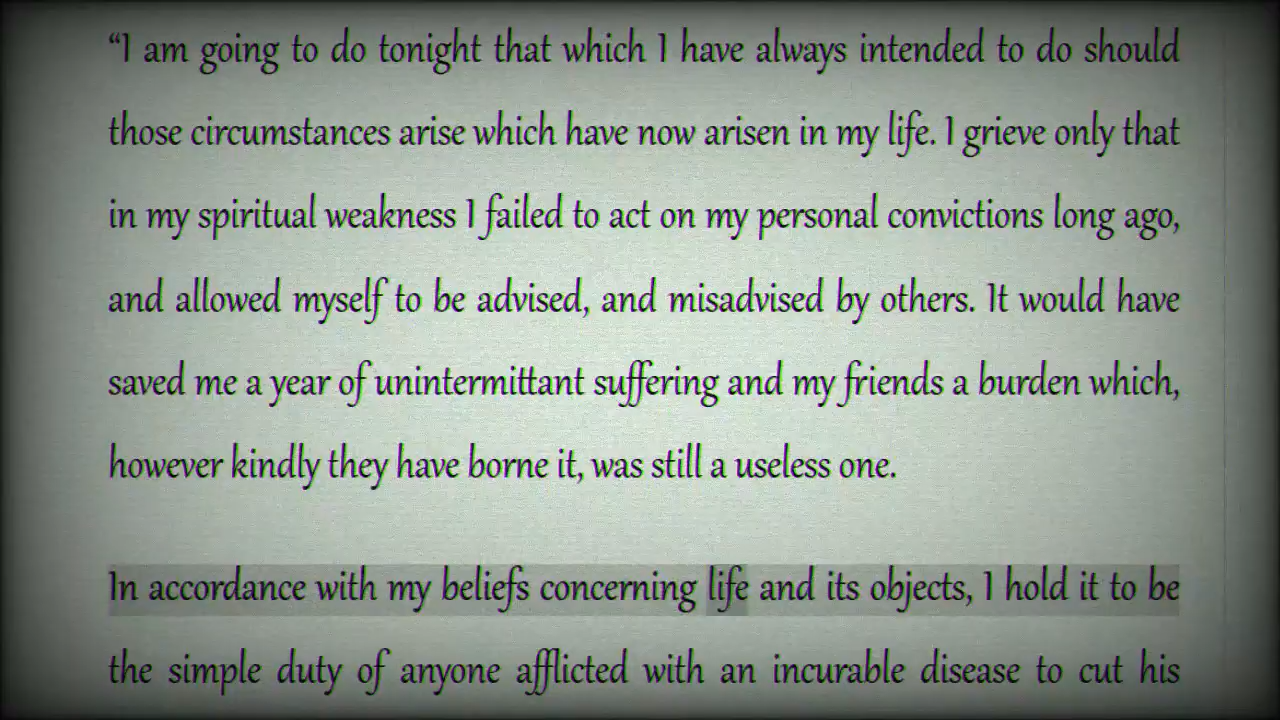 “I am going to do tonight that which I have always intended to do should
those circumstances arise which have now arisen in my life. I grieve only that
in my spiritual weakness I failed to act on my personal convictions long ago,
and allowed myself to be advised, and misadvised by others. It would have
saved me a year of unintermittant suffering and my friends a burden which,
however kindly they have borne it, was still a useless one.
In accordance with my beliefs concerning life and its objects, I hold it to be
the simple duty of anyone afflicted with an incurable disease to cut his